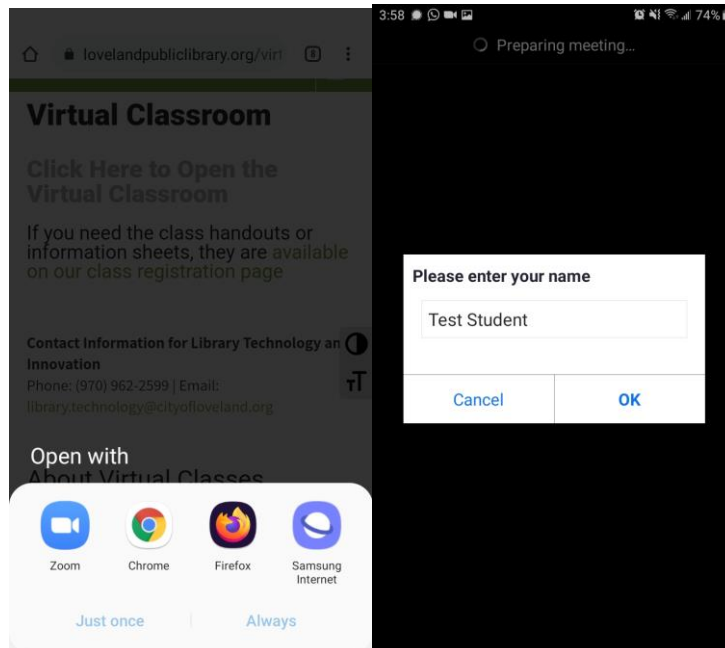 lovelandpubliclibrary.org/virt 8
Virtual Classroom
Click Here to Open the
Virtual Classroom
If you need the class handouts or
information sheets, they are available
on our class registration page
Contact Information for Library Technology an
Innovation
Phone: (970) 962-2599 | Email:
library.technology@cityofloveland.org
TT
Open with
About Virtual Classes
Zoom Chrome Firefox Samsung
Internet
Just once Always
3:58 74%
Preparing meeting...
Please enter your name
Test Student
Cancel OK